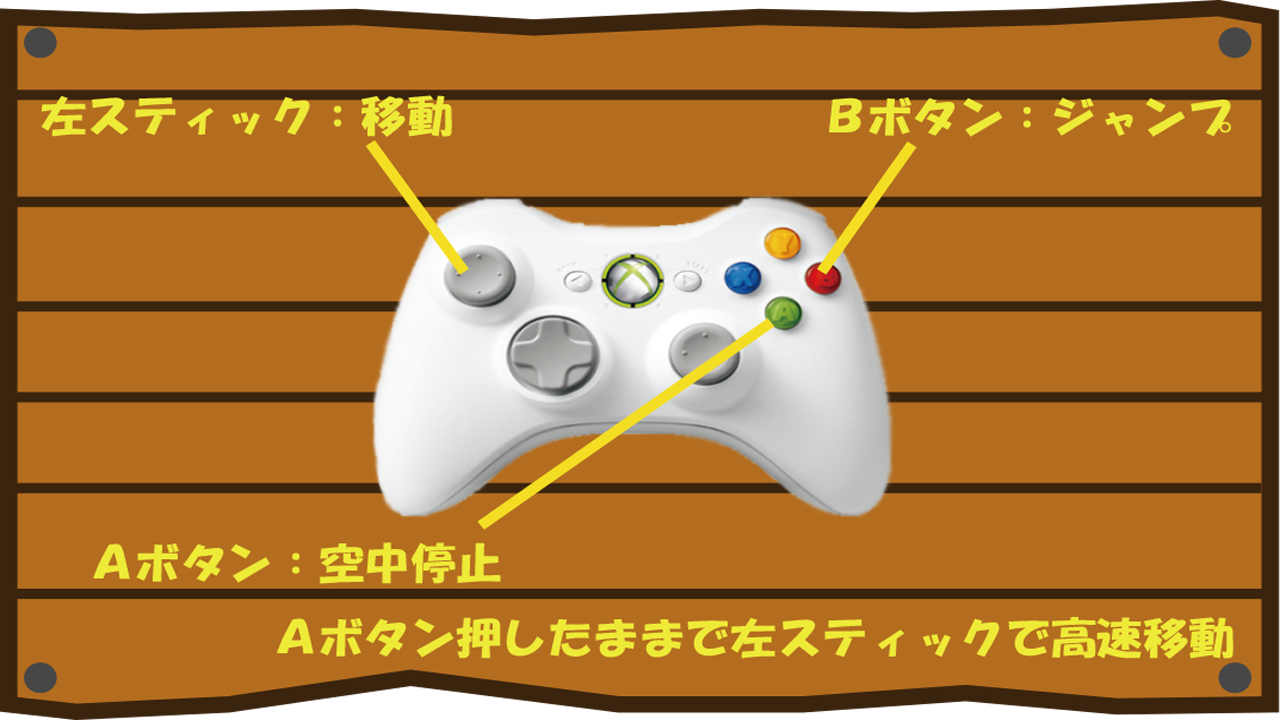 左スティック：移動
Bボタン：ジャンプ
Y
X
A
Aボタン：空中停止
Aボタン押したままで左スティックで高速移動